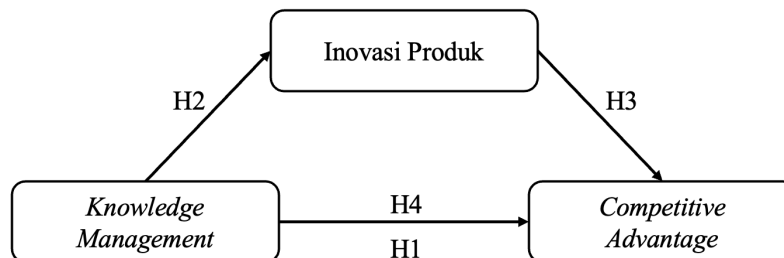 Inovasi Produk
H2
H3
Knowledge
Management
H4
H1
Competitive
Advantage